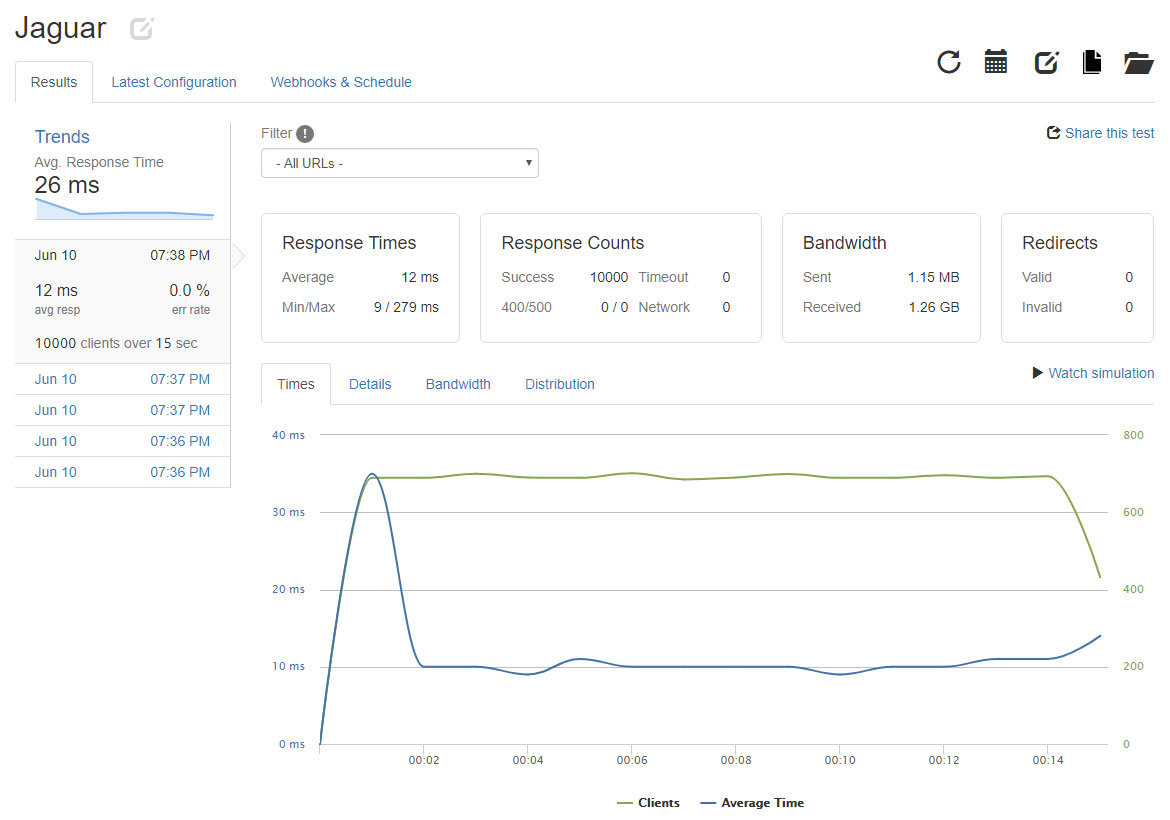 Jaguar
Results Latest Configuration Webhooks & Schedule
Trends
Avg. Response Time
26 ms
Jun 10 07:38 PM
12 ms 0.0 %
avg resp err rate
10000 clients over 15 sec
Jun 10 07:37 PM
Jun 10 07:37 PM
Jun 10 07:36 PM
Jun 10 07:36 PM
Filter !
Share this test
- All URLs -
Response Times
Average 12 ms
Min/Max 9 / 279 ms
Response Counts
Success 10000 Timeout 0
400/500 0 / 0 Network 0
Bandwidth
Sent 1.15 MB
Received 1.26 GB
Redirects
Valid 0
Invalid 0
Times Details Bandwidth Distribution
Watch simulation
40 ms 800
30 ms 600
20 ms 400
10 ms 200
0 ms 0
00:02 00:04 00:06 00:08 00:10 00:12 00:14
Clients Average Time